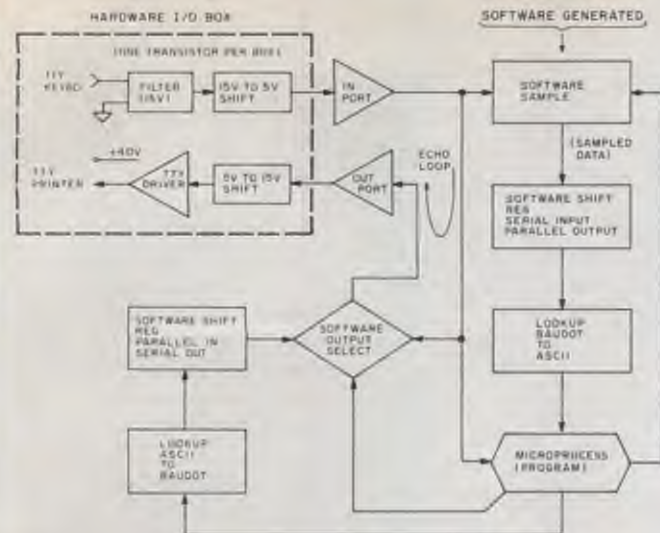 HARDWARE I/O BOX
SOFTWARE GENERATED
(ONE TRANSISTOR PER BOX)
TTY
KEYBD
FILTER
(15V)
15V TO 5V
SHIFT
IN
PORT
SOFTWARE
SAMPLE
(SAMPLED
DATA)
+40V
TTY
PRINTER
TTY
DRIVER
5V TO 15V
SHIFT
OUT
PORT
ECHO
LOOP
SOFTWARE SHIFT
REG
SERIAL INPUT
PARALLEL OUTPUT
SOFTWARE SHIFT
REG
PARALLEL IN
SERIAL OUT
SOFTWARE
OUTPUT
SELECT
LOOKUP
BAUDOT
TO
ASCII
LOOKUP
ASCII
TO
BAUDOT
MICROPROCESS
(PROGRAM)